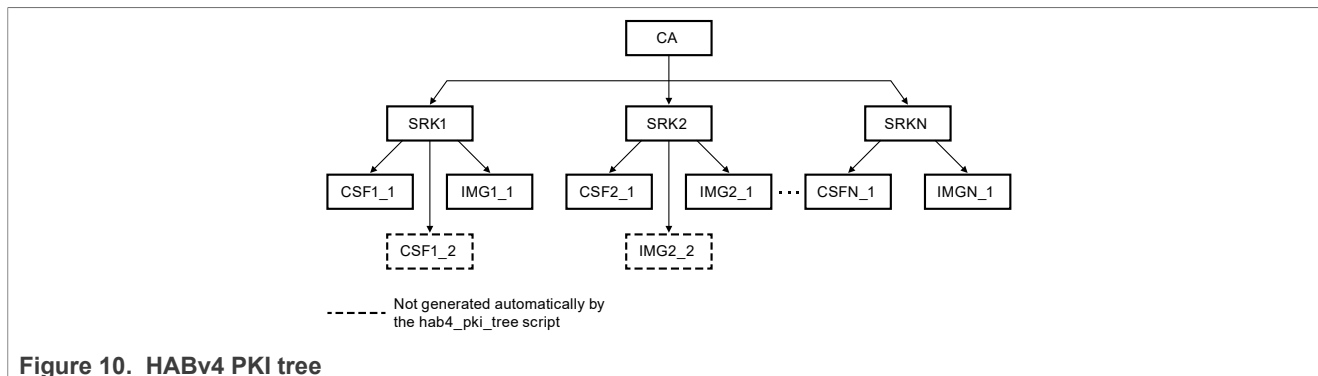 CA
SRK1
SRK2
SRKN
CSF1_1
IMG1_1
CSF2_1
IMG2_1
CSFN_1
IMGN_1
CSF1_2
IMG2_2
Not generated automatically by
the hab4_pki_tree script
Figure 10. HABv4 PKI tree